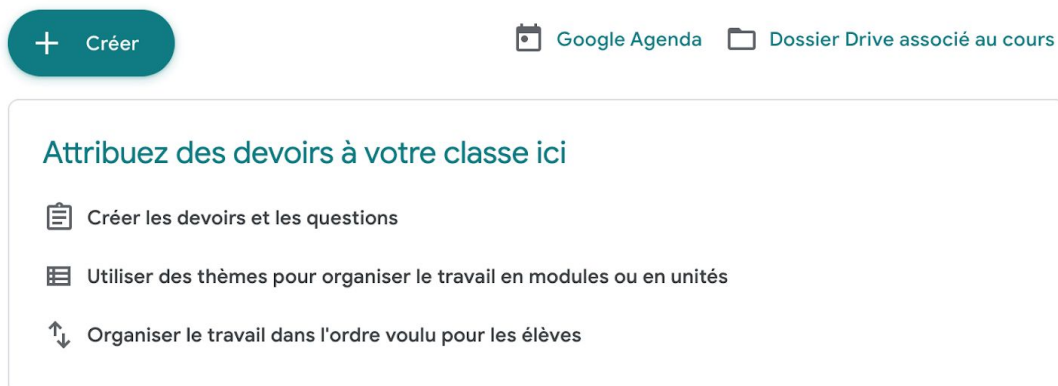 Créer
Google Agenda
Dossier Drive associé au cours
Attribuez des devoirs à votre classe ici
Créer les devoirs et les questions
Utiliser des thèmes pour organiser le travail en modules ou en unités
Organiser le travail dans l'ordre voulu pour les élèves